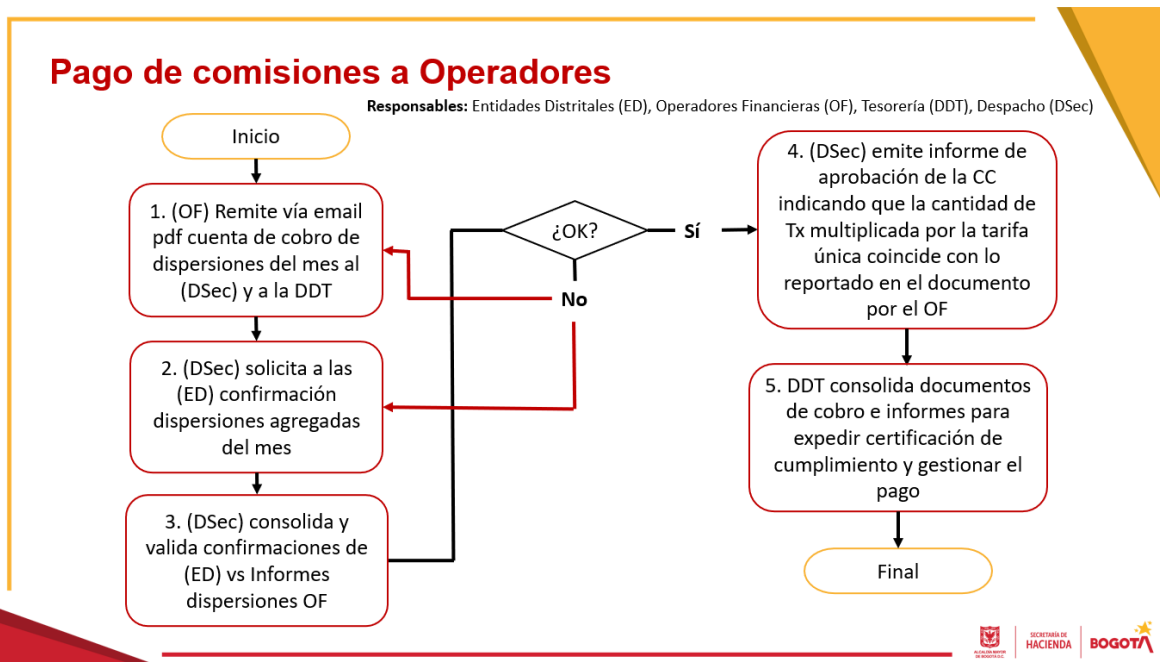 Pago de comisiones a Operadores
Responsables: Entidades Distritales (ED), Operadores Financieras (OF), Tesorería (DDT), Despacho (DSec)
Inicio
1. (OF) Remite vía email
pdf cuenta de cobro de
dispersiones del mes al
(DSec) y a la DDT
2. (DSec) solicita a las
(ED) confirmación
dispersiones agregadas
del mes
3. (DSec) consolida y
valida confirmaciones de
(ED) vs Informes
dispersiones OF
¿OK?
Sí
No
4. (DSec) emite informe de
aprobación de la CC
indicando que la cantidad de
Tx multiplicada por la tarifa
única coincide con lo
reportado en el documento
por el OF
5. DDT consolida documentos
de cobro e informes para
expedir certificación de
cumplimiento y gestionar el
pago
Final
ALCALDÍA MAYOR
DE BOGOTÁ D.C.
SECRETARÍA DE
HACIENDA
BOGOTÁ